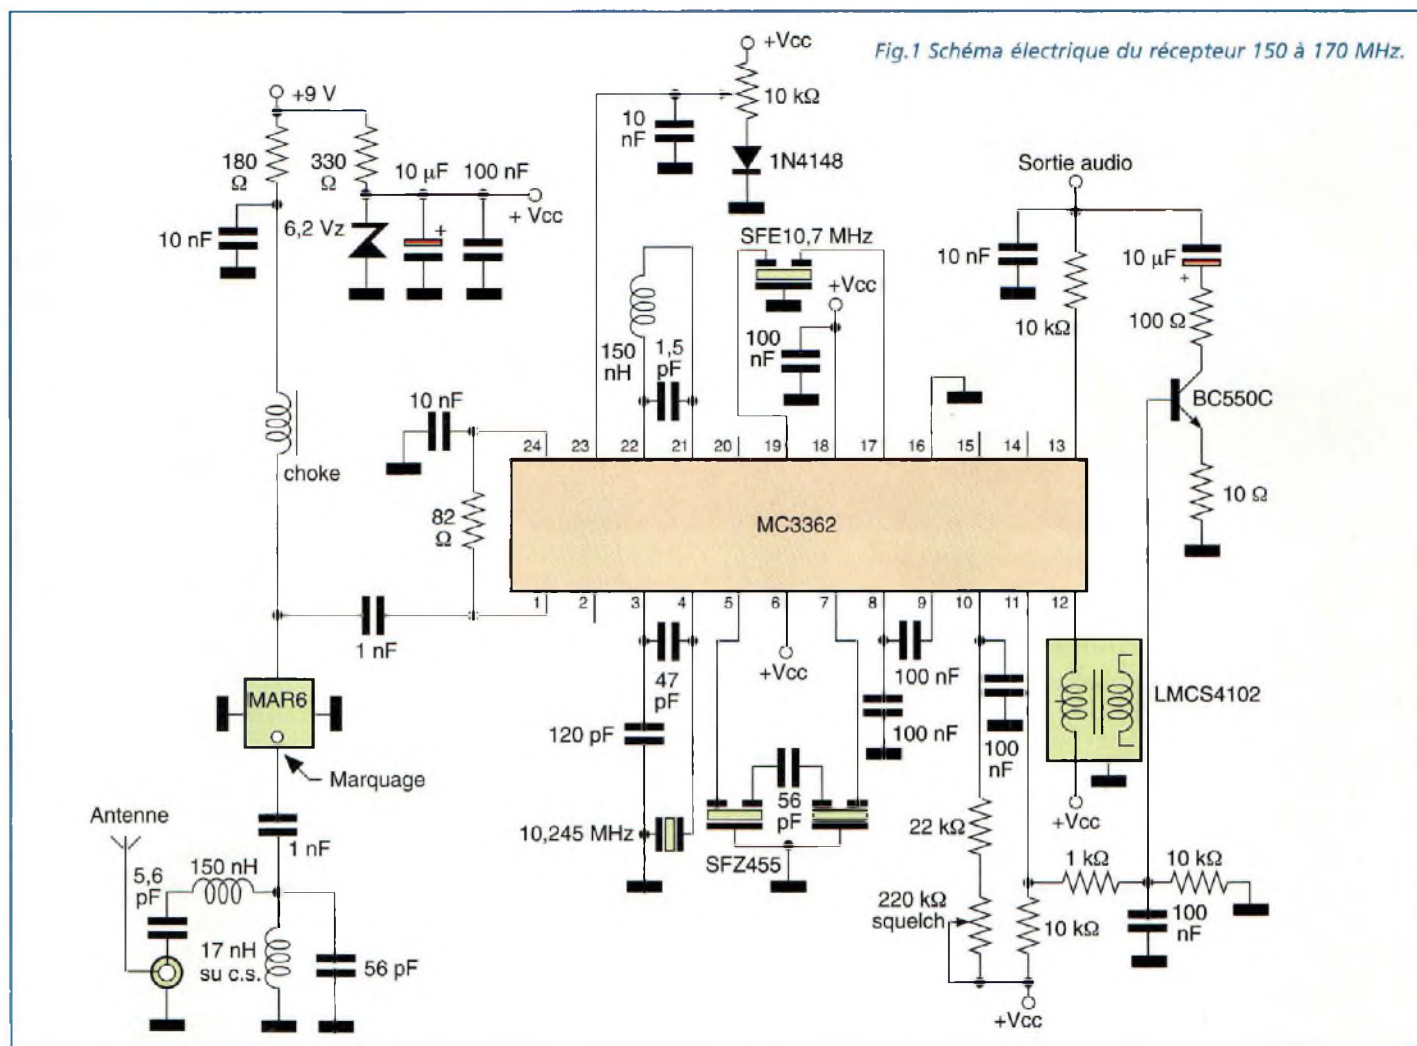 Fig.1 Schéma électrique du récepteur 150 à 170 MHz.
+Vcc
+9 V
10 kΩ
10
nF
180
Ω
330
Ω
10 µF
100 nF
1N4148
Sortie audio
+ Vcc
10 nF
6,2 Vz
+
SFE10,7 MHz
10 nF
10 µF
+
+Vcc
10 kΩ
100 Ω
150
nH
1,5
pF
100
nF
10 nF
BC550C
choke
24
23
22
21
20
19
18
17
16
15
14
13
10 Ω
82
Ω
MC3362
1
2
3
4
5
6
7
8
9
10
11
12
1 nF
47
pF
+Vcc
100 nF
MAR6
LMCS4102
120 pF
100 nF
100
nF
Marquage
56
pF
Antenne
+Vcc
1 nF
10,245 MHz
22 kΩ
SFZ455
1 kΩ
10 kΩ
150 nH
5,6
pF
220 kΩ
squelch
100
nF
10 kΩ
17 nH
su c.s.
56 pF
+Vcc